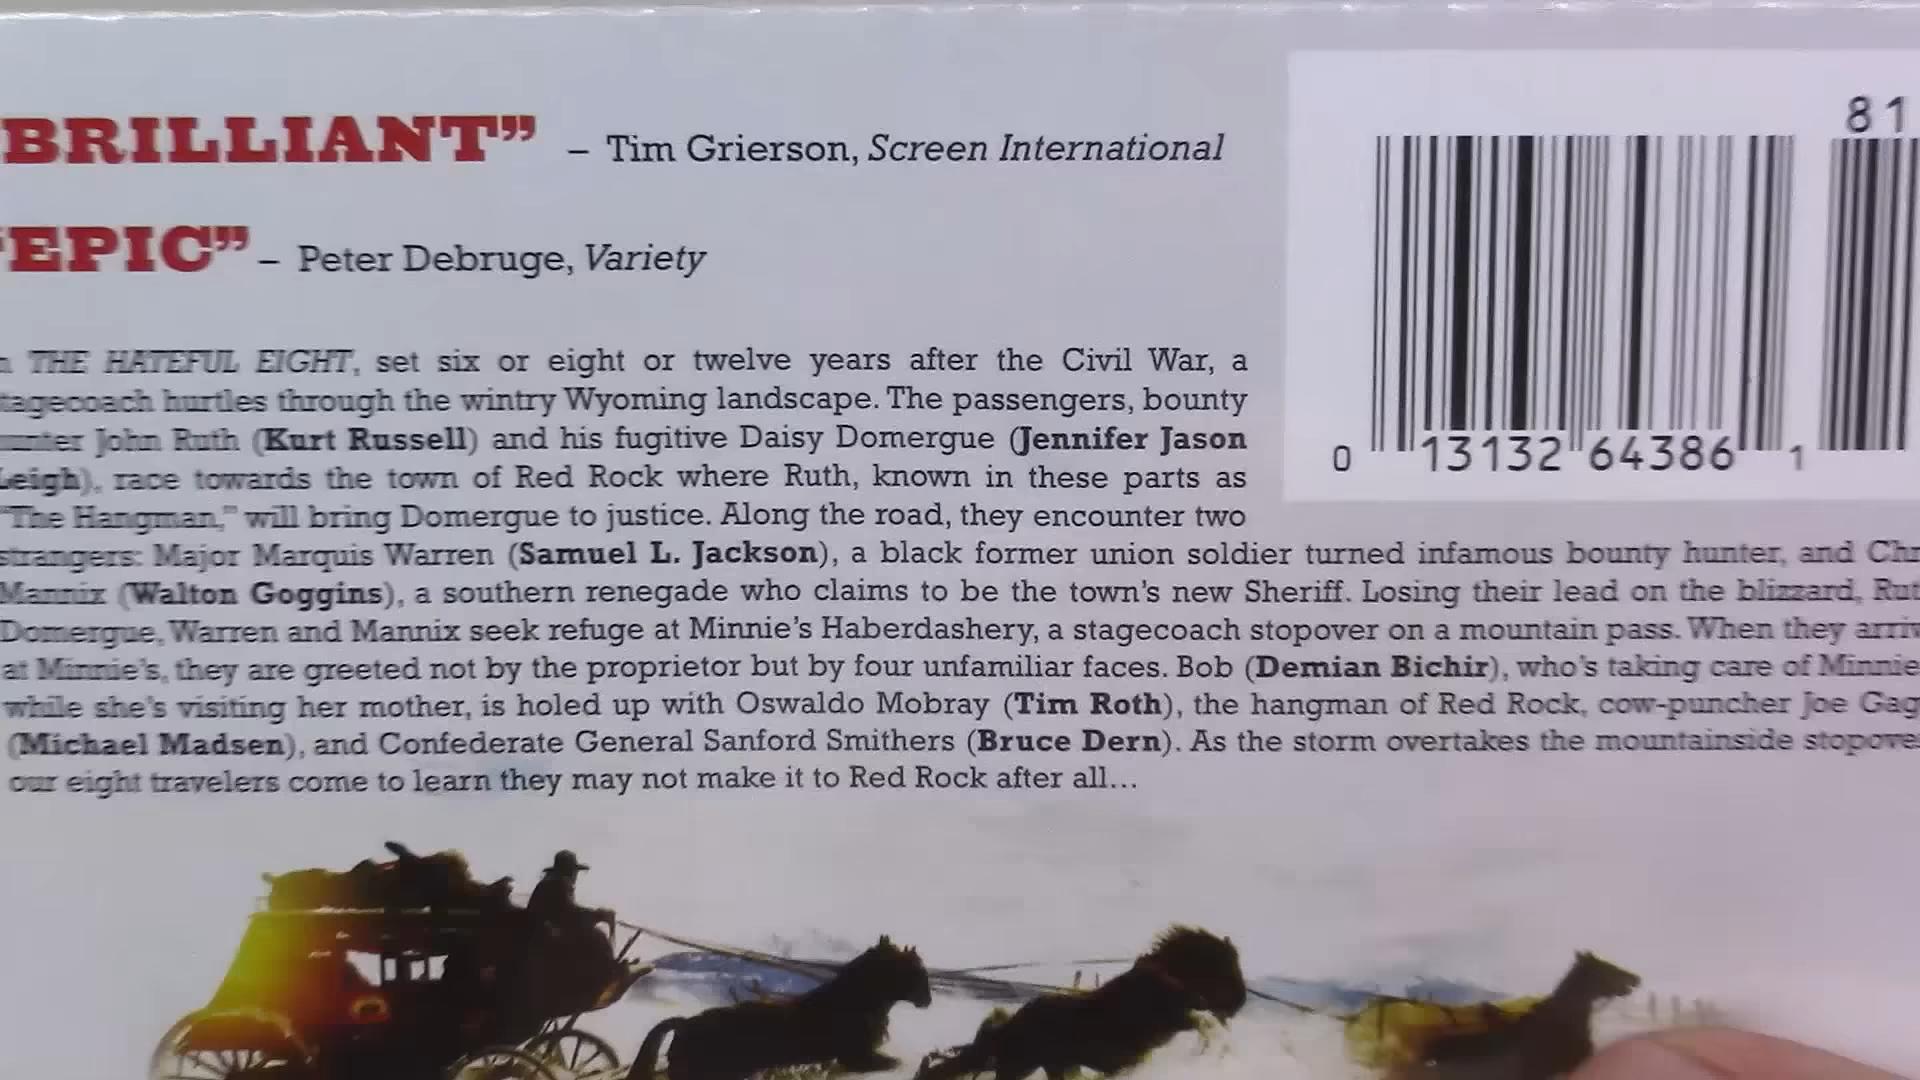 BRILLIANT” – Tim Grierson, Screen International
“EPIC” – Peter Debruge, Variety
81
0 13132 64386 1
THE HATEFUL EIGHT, set six or eight or twelve years after the Civil War, a
tagecoach hurtles through the wintry Wyoming landscape. The passengers, bounty
unter John Ruth (Kurt Russell) and his fugitive Daisy Domergue (Jennifer Jason
Leigh), race towards the town of Red Rock where Ruth, known in these parts as
“The Hangman,” will bring Domergue to justice. Along the road, they encounter two
strangers: Major Marquis Warren (Samuel L. Jackson), a black former union soldier turned infamous bounty hunter, and Chr
Mannix (Walton Goggins), a southern renegade who claims to be the town’s new Sheriff. Losing their lead on the blizzard, Rut
Domergue, Warren and Mannix seek refuge at Minnie’s Haberdashery, a stagecoach stopover on a mountain pass. When they arriv
at Minnie’s, they are greeted not by the proprietor but by four unfamiliar faces. Bob (Demian Bichir), who’s taking care of Minnie
while she’s visiting her mother, is holed up with Oswaldo Mobray (Tim Roth), the hangman of Red Rock, cow-puncher Joe Gag
(Michael Madsen), and Confederate General Sanford Smithers (Bruce Dern). As the storm overtakes the mountainside stopove
our eight travelers come to learn they may not make it to Red Rock after all...